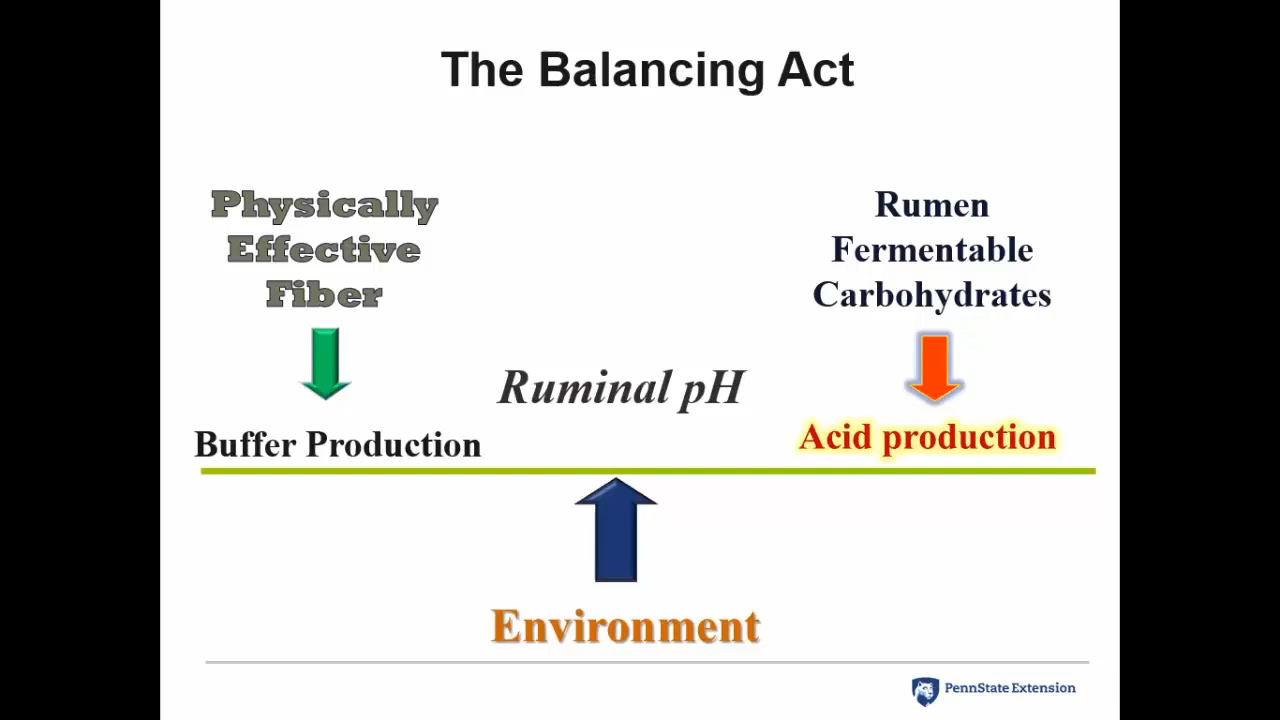 The Balancing Act
Physically
Effective
Fiber
Rumen
Fermentable
Carbohydrates
Ruminal pH
Buffer Production
Acid production
Environment
PennState Extension